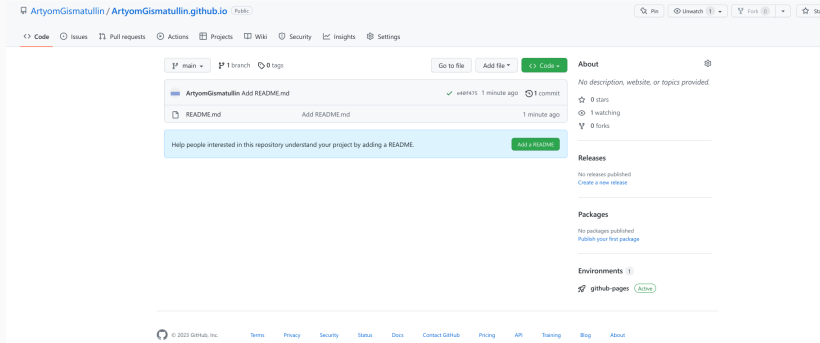 ArtyomGismatullin / ArtyomGismatullin.github.io Public
Pin Unwatch 1 Fork 0
Code Issues Pull requests Actions Projects Wiki Security Insights Settings
main 1 branch 0 tags Go to file Add file Code
About
No description, website, or topics provided.
ArtyomGismatullin Add README.md 1 minute ago 1 commit
README.md Add README.md 1 minute ago
0 stars
1 watching
0 forks
Help people interested in this repository understand your project by adding a README. Add a README
Releases
No releases published
Create a new release
Packages
No packages published
Publish your first package
Environments 1
github-pages Active
© 2023 GitHub, Inc. Terms Privacy Security Status Docs Contact GitHub Pricing API Training Blog About